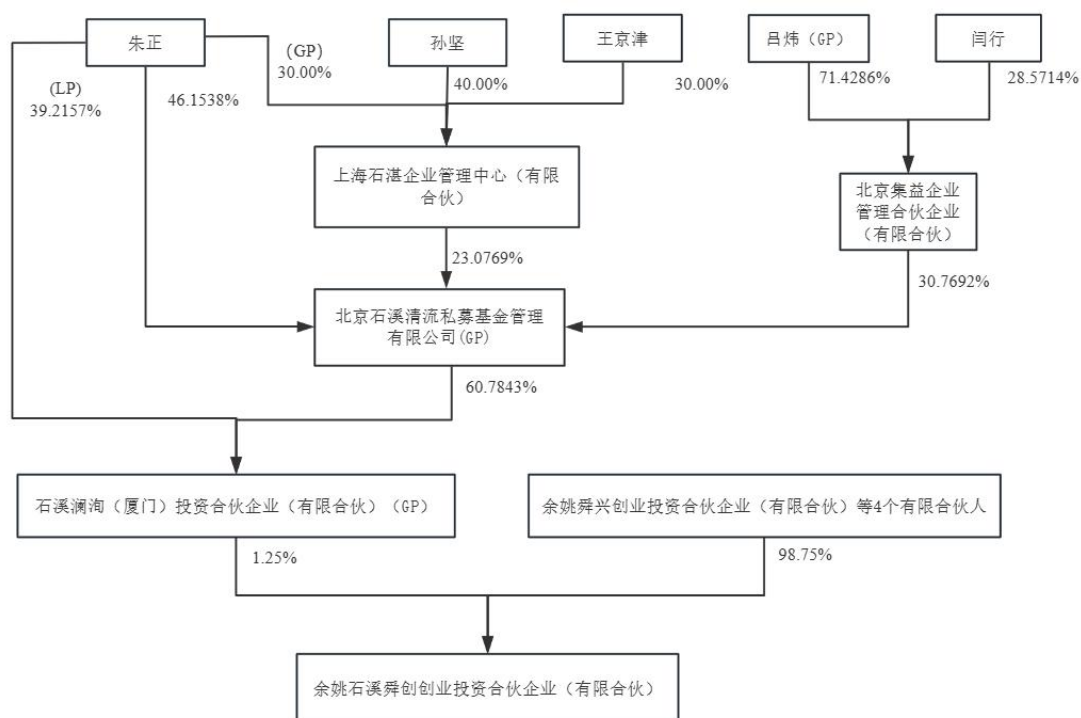 朱正
孙坚
王京津
吕炜（GP）
闫行
(GP)
30.00%
40.00%
30.00%
71.4286%
28.5714%
(LP)
39.2157%
46.1538%
上海石湛企业管理中心（有限
合伙）
北京集益企业
管理合伙企业
（有限合伙）
23.0769%
30.7692%
北京石溪清流私募基金管理
有限公司(GP)
60.7843%
石溪澜洵（厦门）投资合伙企业（有限合伙）（GP）
余姚舜兴创业投资合伙企业（有限合伙）等4个有限合伙人
1.25%
98.75%
余姚石溪舜创创业投资合伙企业（有限合伙）